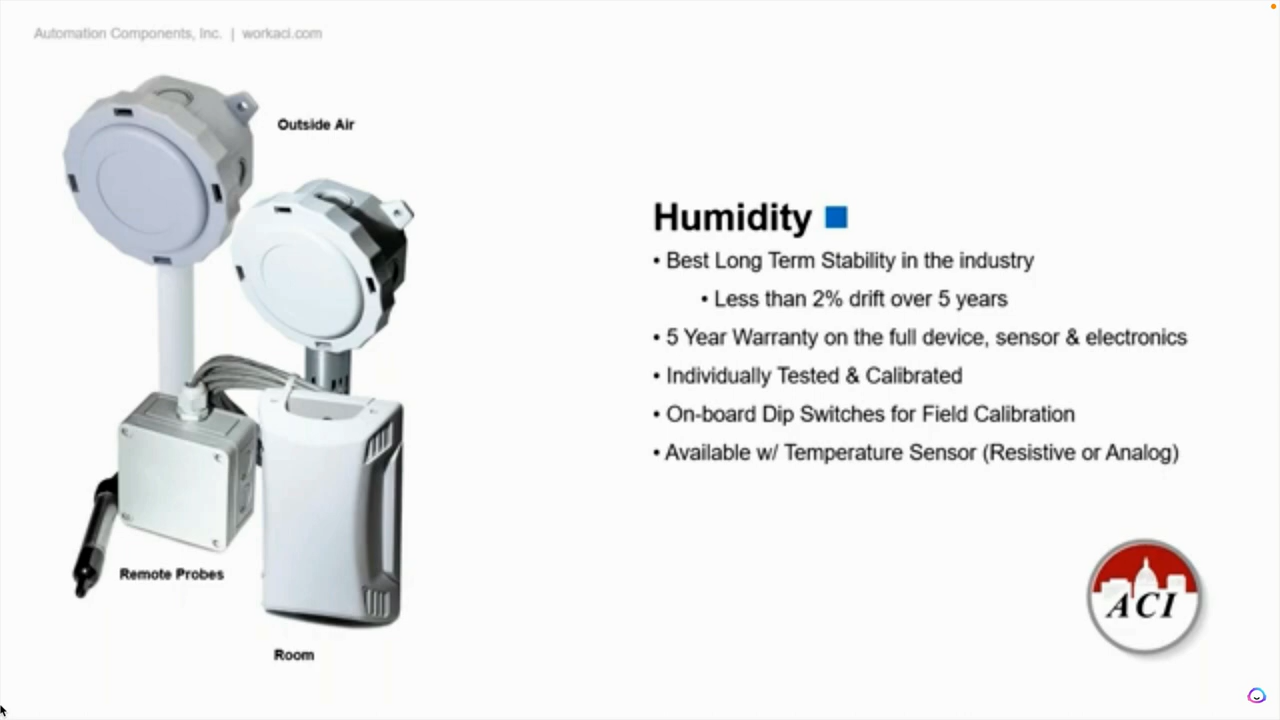 Automation Components, Inc. | workaci.com
Outside Air
Humidity
• Best Long Term Stability in the industry
• Less than 2% drift over 5 years
• 5 Year Warranty on the full device, sensor & electronics
• Individually Tested & Calibrated
• On-board Dip Switches for Field Calibration
• Available w/ Temperature Sensor (Resistive or Analog)
Remote Probes
Room
ACI